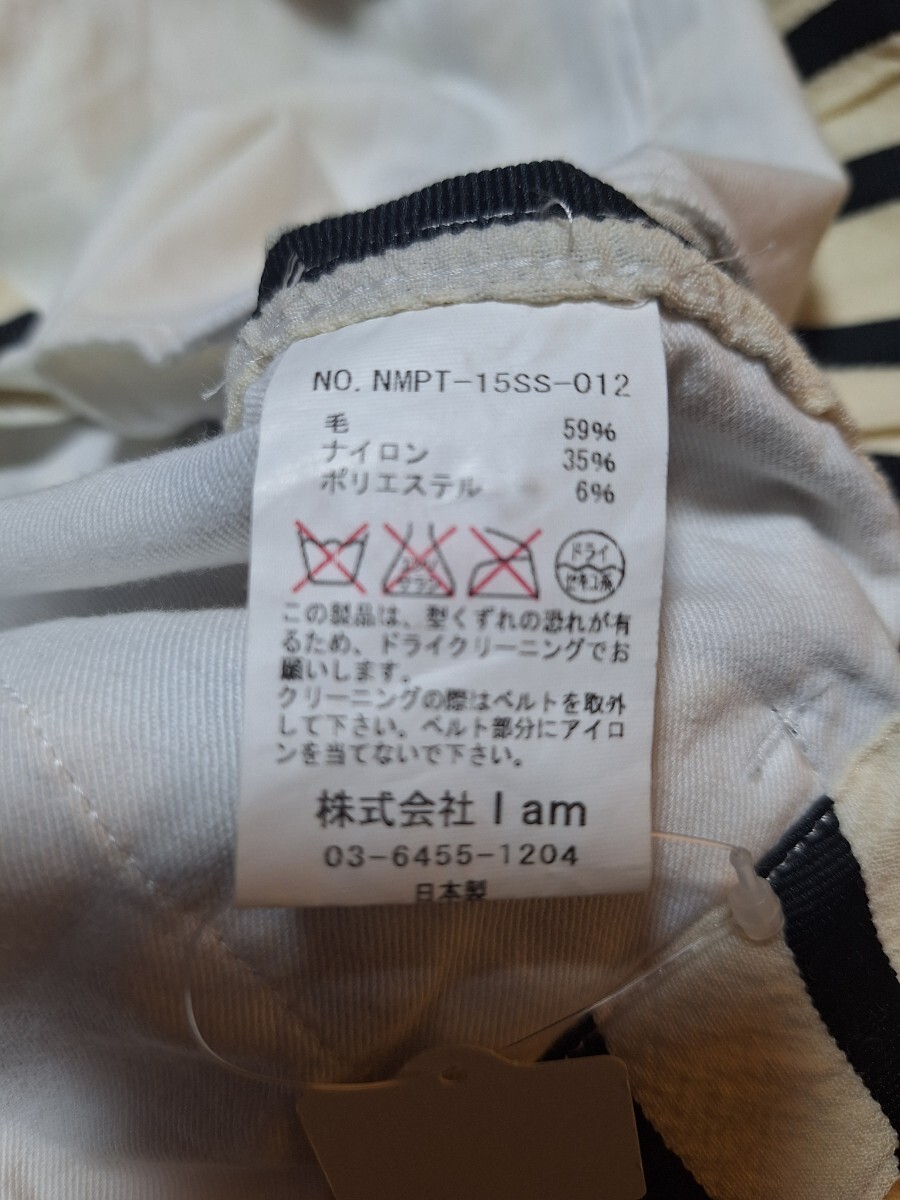 NO. NMPT-15SS-012
毛 59%
ナイロン 35%
ポリエステル 6%
ドライ
セキユ系
この製品は、型くずれの恐れが有
るため、ドライクリーニングでお
願いします。
クリーニングの際はベルトを取外
して下さい。ベルト部分にアイロ
ンを当てないで下さい。
株式会社 I am
03-6455-1204
日本製